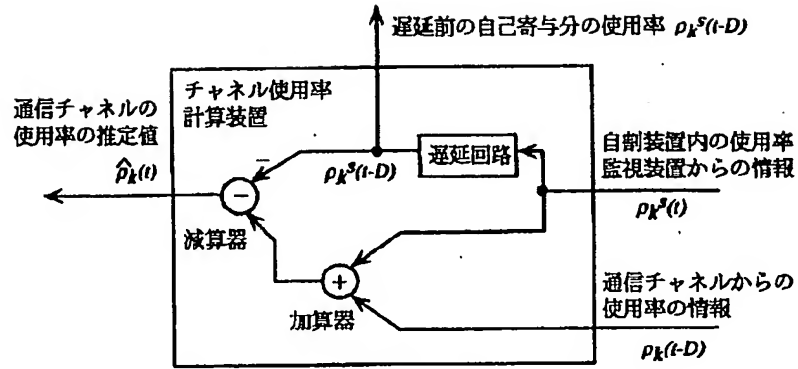 遅延前の自己寄与分の使用率 ρk^s(t-D)
チャネル使用率
計算装置
通信チャネルの
使用率の推定値
ρ̂k(t)
−
ρk^s(t-D)
遅延回路
自割装置内の使用率
監視装置からの情報
ρk^s(t)
−
減算器
+
加算器
通信チャネルからの
使用率の情報
ρk(t-D)